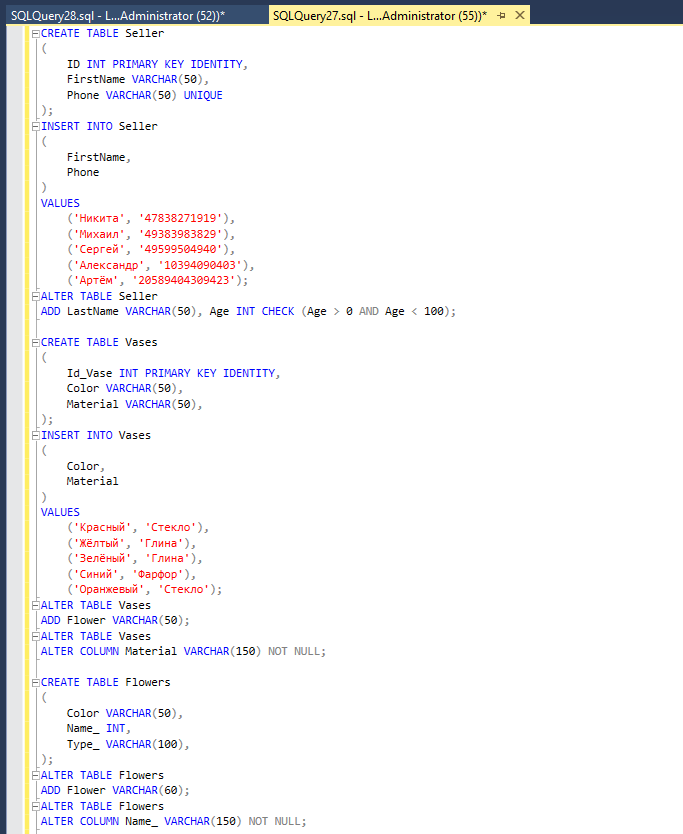 SQLQuery28.sql - L...Administrator (52))* SQLQuery27.sql - L...Administrator (55))*
CREATE TABLE Seller
(
ID INT PRIMARY KEY IDENTITY,
FirstName VARCHAR(50),
Phone VARCHAR(50) UNIQUE
);
INSERT INTO Seller
(
FirstName,
Phone
)
VALUES
('Никита', '47838271919'),
('Михаил', '49383983829'),
('Сергей', '49599504940'),
('Александр', '10394090403'),
('Артём', '20589404309423');
ALTER TABLE Seller
ADD LastName VARCHAR(50), Age INT CHECK (Age > 0 AND Age < 100);
CREATE TABLE Vases
(
Id_Vase INT PRIMARY KEY IDENTITY,
Color VARCHAR(50),
Material VARCHAR(50),
);
INSERT INTO Vases
(
Color,
Material
)
VALUES
('Красный', 'Стекло'),
('Жёлтый', 'Глина'),
('Зелёный', 'Глина'),
('Синий', 'Фарфор'),
('Оранжевый', 'Стекло');
ALTER TABLE Vases
ADD Flower VARCHAR(50);
ALTER TABLE Vases
ALTER COLUMN Material VARCHAR(150) NOT NULL;
CREATE TABLE Flowers
(
Color VARCHAR(50),
Name_ INT,
Type_ VARCHAR(100),
);
ALTER TABLE Flowers
ADD Flower VARCHAR(60);
ALTER TABLE Flowers
ALTER COLUMN Name_ VARCHAR(150) NOT NULL;